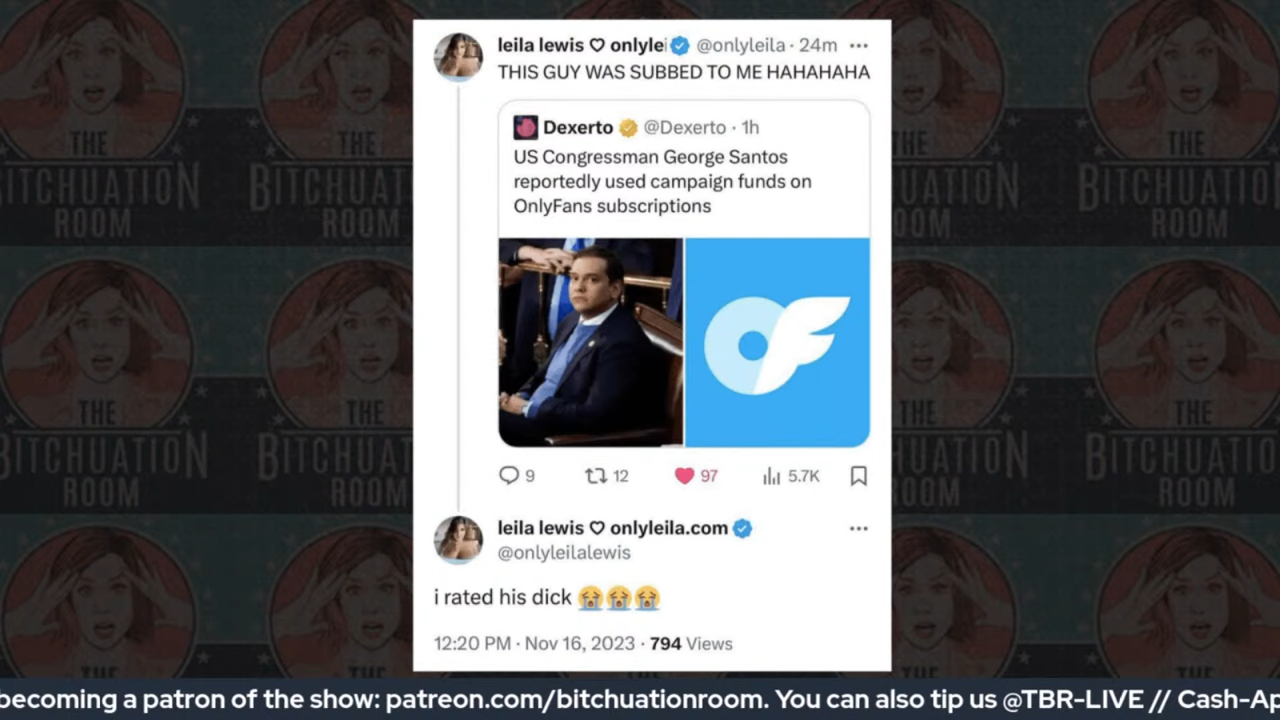 leila lewis ♡ onlylei @onlyleila · 24m
THIS GUY WAS SUBBED TO ME HAHAHAHA
Dexerto @Dexerto · 1h
US Congressman George Santos
reportedly used campaign funds on
OnlyFans subscriptions
9 12 97 5.7K
leila lewis ♡ onlyleila.com
@onlyleilalewis
i rated his dick 😭😭😭
12:20 PM · Nov 16, 2023 · 794 Views
THE
BITCHUATION
ROOM
becoming a patron of the show: patreon.com/bitchuationroom. You can also tip us @TBR-LIVE // Cash-Ap